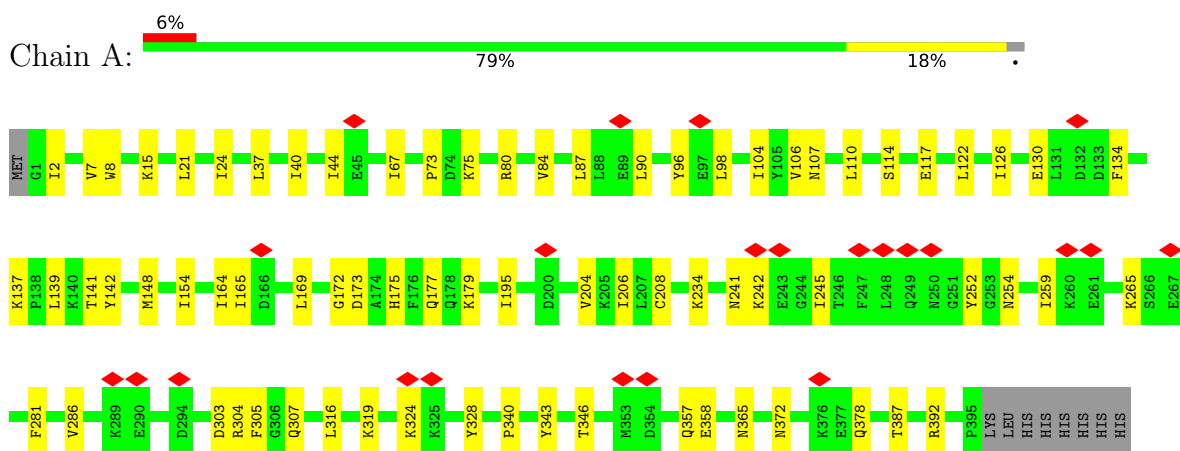 6%
Chain A:
79% 18% •
MET G1 I2 V7 W8 K15 L21 I24 L37 I40 I44 E45 I67 P73 D74 K75 R80 V84 L87 L88 E89 L90 Y96 E97 L98 I104 Y105 V106 N107 L110 S114 E117 L122 I126 E130 L131 D132 D133 F134
K137 P138 L139 K140 T141 Y142 M148 I154 I164 I165 D166 L169 G172 D173 A174 H175 F176 Q177 Q178 K179 I195 D200 V204 K205 I206 L207 C208 K234 N241 K242 E243 G244 I245 T246 F247 L248 Q249 N250 G251 Y252 G253 N254 I259 K260 E261 K265 S266 E267
F281 V286 K289 E290 D294 D303 R304 F305 G306 Q307 L316 K319 K324 K325 Y328 P340 Y343 T346 M353 D354 Q357 E358 N365 N372 K376 E377 Q378 T387 R392 P395 LYS LEU HIS HIS HIS HIS HIS HIS